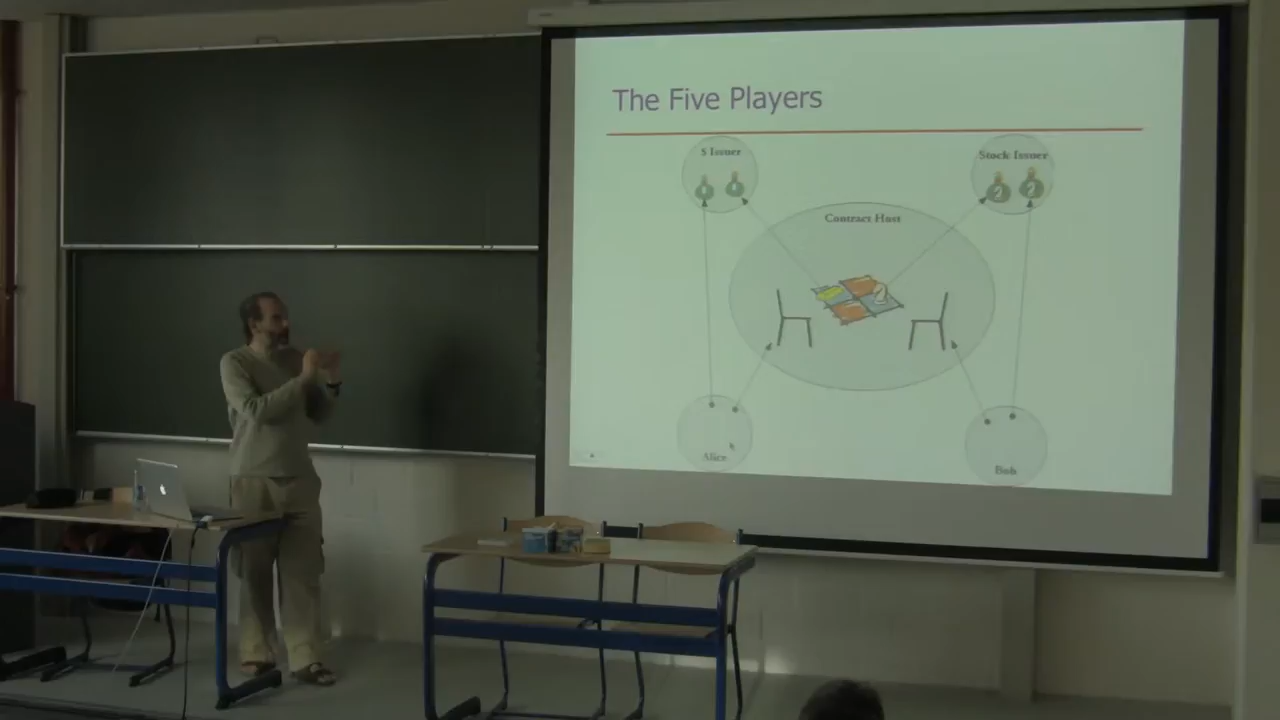 The Five Players
$ Issuer
Stock Issuer
Contract Host
Alice
Bob